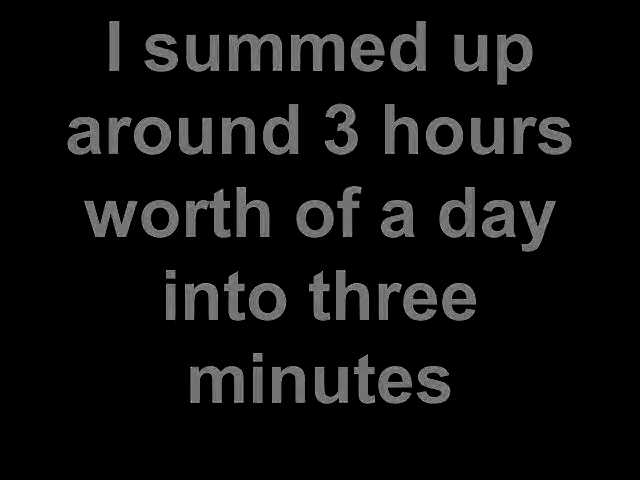 I summed up
around 3 hours
worth of a day
into three
minutes